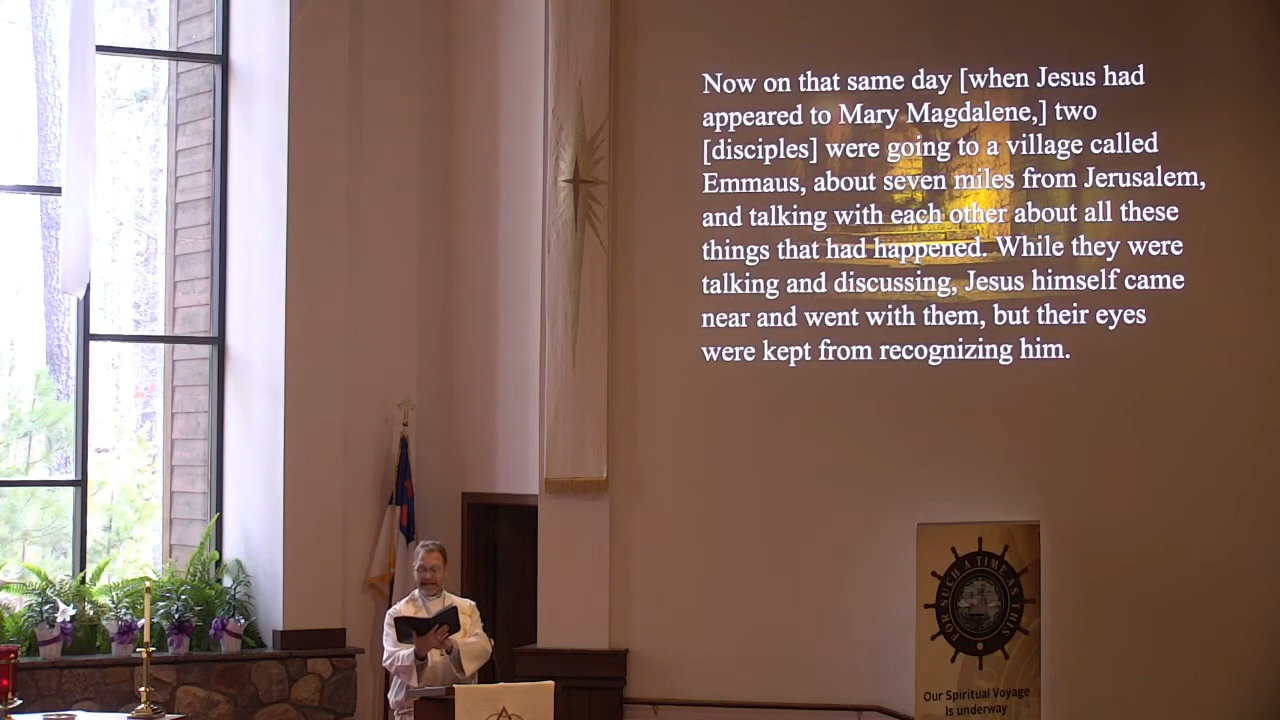 Now on that same day [when Jesus had
appeared to Mary Magdalene,] two
[disciples] were going to a village called
Emmaus, about seven miles from Jerusalem,
and talking with each other about all these
things that had happened. While they were
talking and discussing, Jesus himself came
near and went with them, but their eyes
were kept from recognizing him.
FOR SUCH A TIME AS THIS
Our Spiritual Voyage
is underway